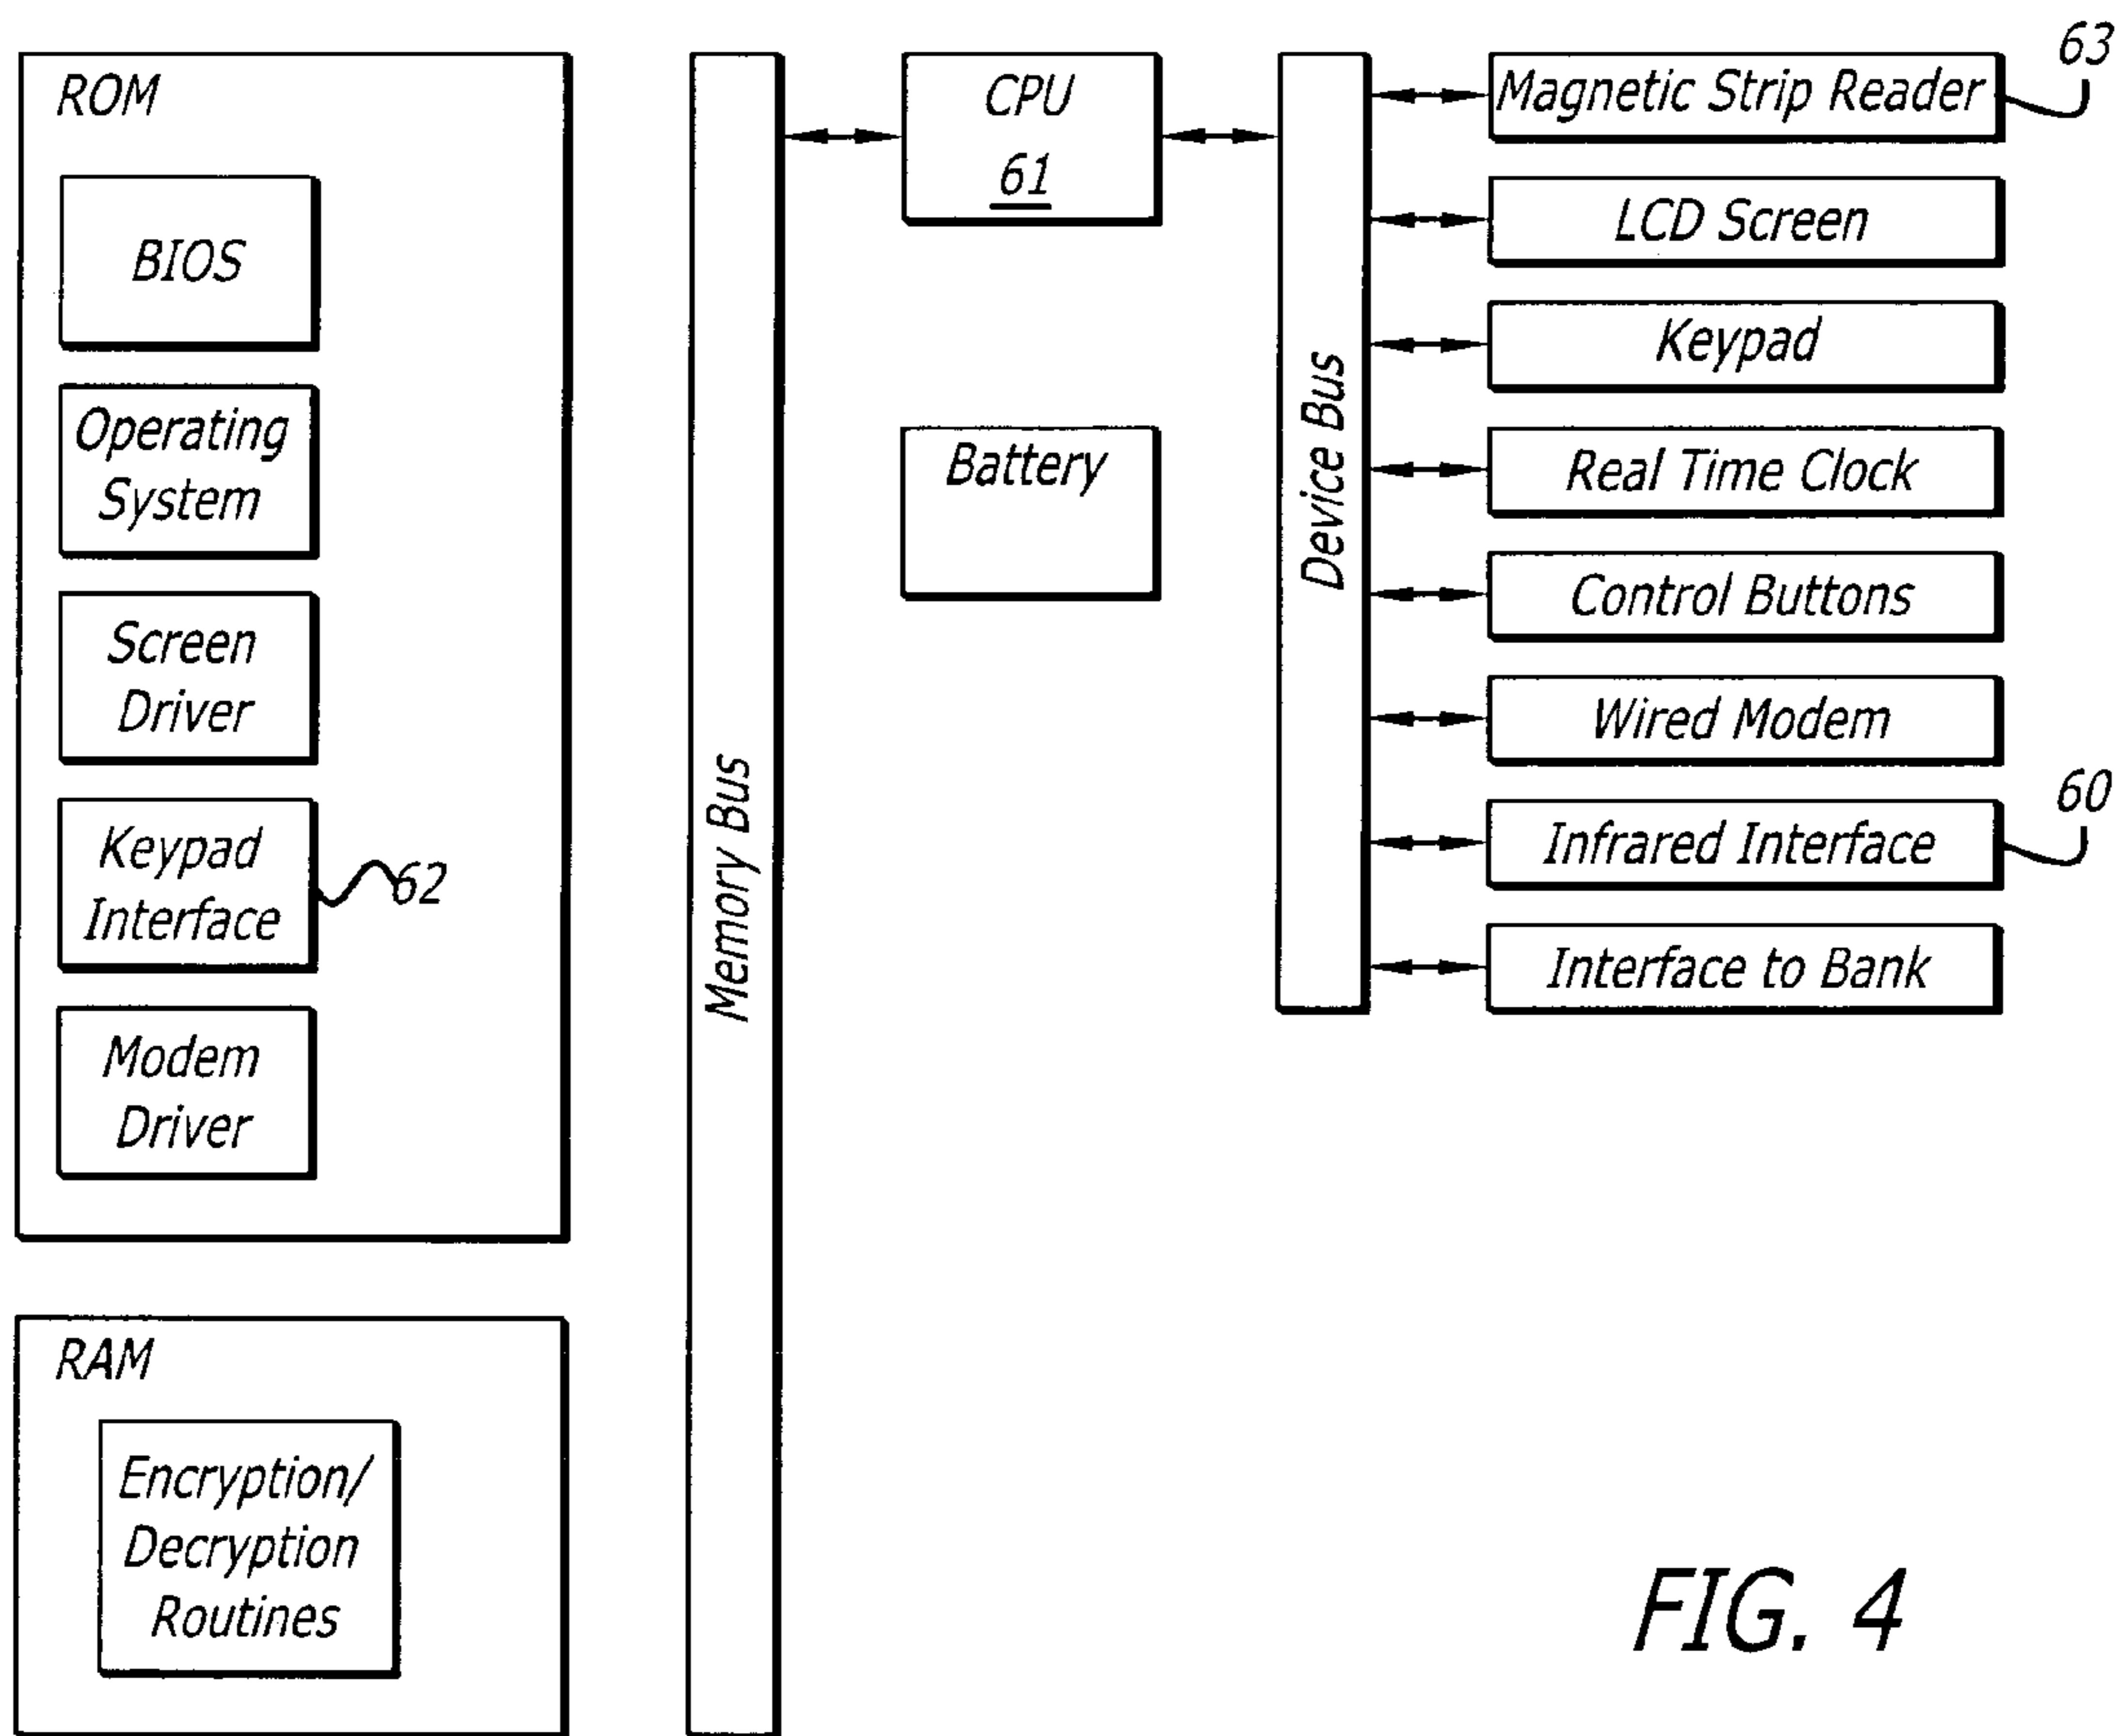 ROM
BIOS
Operating
System
Screen
Driver
Keypad
Interface
62
Modem
Driver
RAM
Encryption/
Decryption
Routines
Memory Bus
CPU
61
Battery
Device Bus
Magnetic Strip Reader
63
LCD Screen
Keypad
Real Time Clock
Control Buttons
Wired Modem
Infrared Interface
60
Interface to Bank
FIG. 4